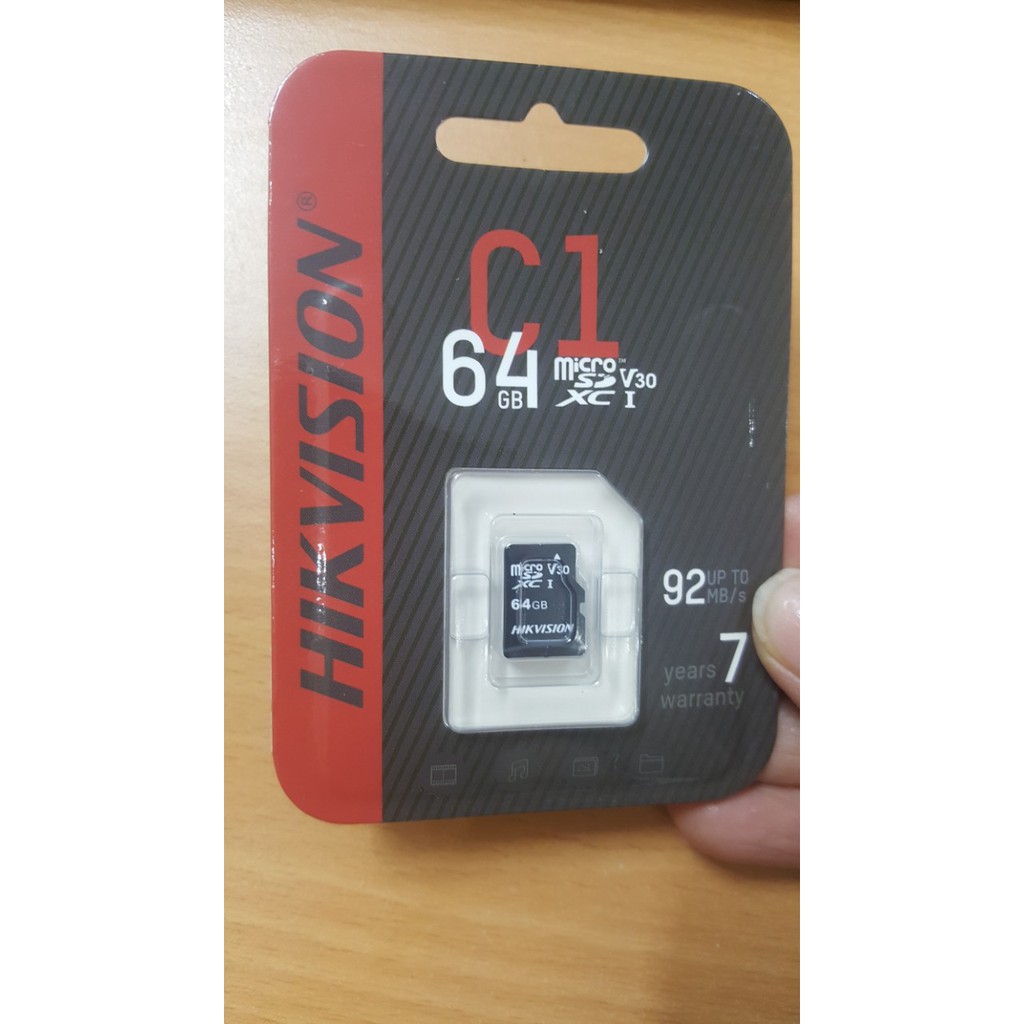 HIKVISION®
C1
64 GB
micro SD XC™ V30 I
micro SD XC V30 I
64GB
HIKVISION
92 UP TO MB/s
7 years warranty